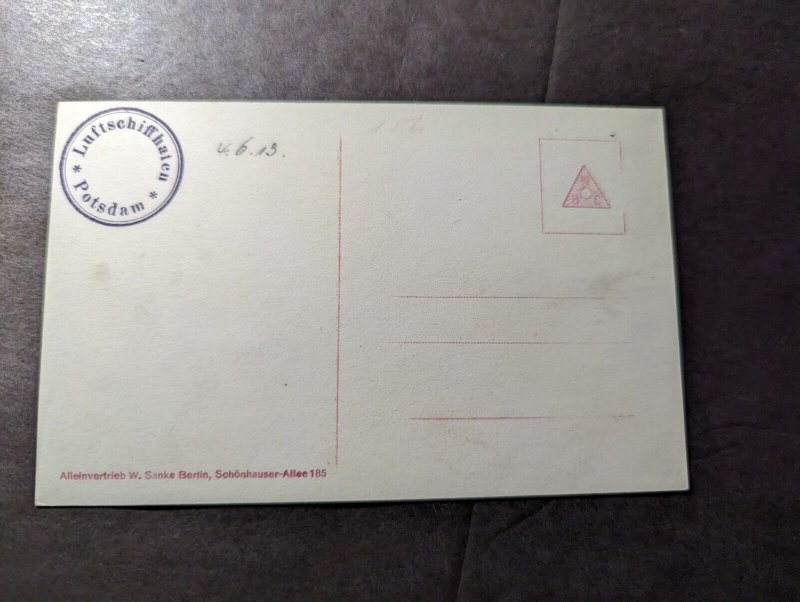 * Luftschiffhafen *
Potsdam
4.6.13.
N
B G
Alleinvertrieb W. Sanke Berlin, Schönhauser-Allee 185